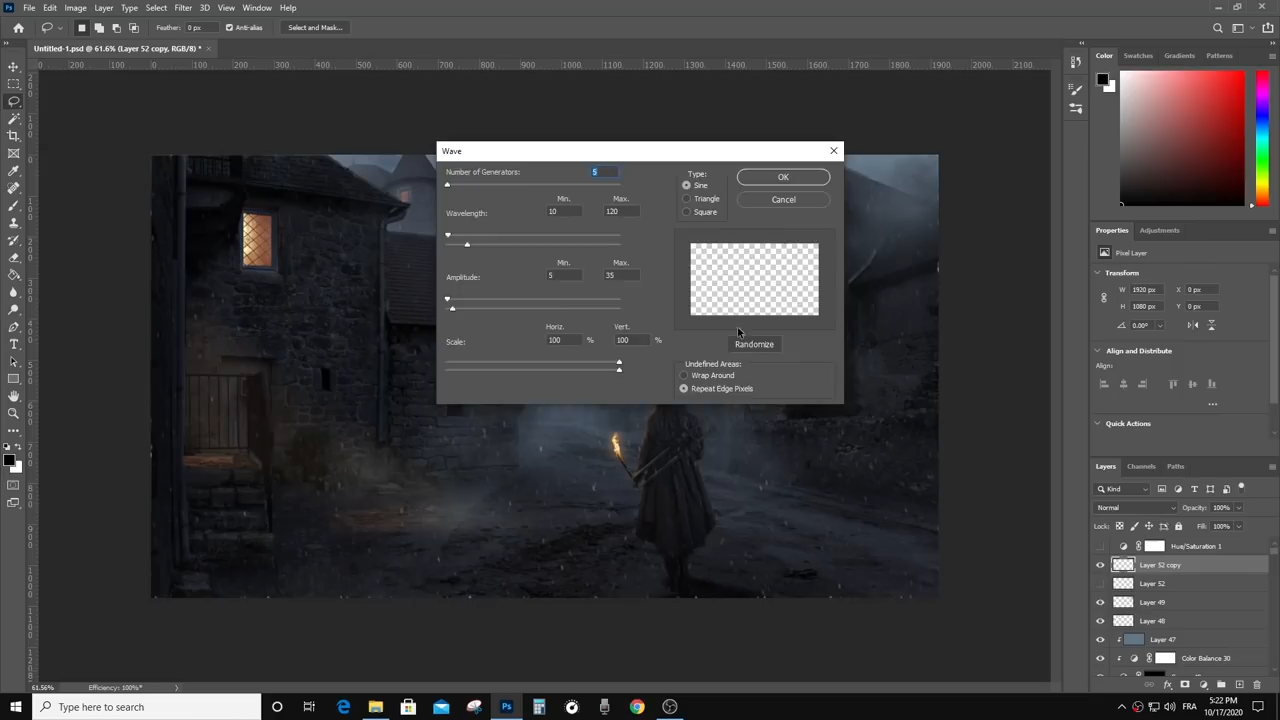 Ps File Edit Image Layer Type Select Filter 3D View Window Help
Feather: 0 px Anti-alias Select and Mask...
Untitled-1.psd @ 61.6% (Layer 52 copy, RGB/8) *
Color Swatches Gradients Patterns
Wave
Number of Generators: 5
Type:
Sine
Triangle
Square
OK
Cancel
Min. Max.
Wavelength: 10 120
Min. Max.
Amplitude: 5 35
Horiz. Vert.
Scale: 100 % 100 %
Randomize
Undefined Areas:
Wrap Around
Repeat Edge Pixels
Properties Adjustments
Pixel Layer
Transform
W 1920 px X 0 px
H 1080 px Y 0 px
0.00°
Align and Distribute
Align:
Quick Actions
Layers Channels Paths
Kind
Normal Opacity: 100%
Lock: Fill: 100%
Hue/Saturation 1
Layer 52 copy
Layer 52
Layer 49
Layer 48
Layer 47
Color Balance 30
61.56% Efficiency: 100%*
Type here to search
FRA
5:22 PM
10/17/2020